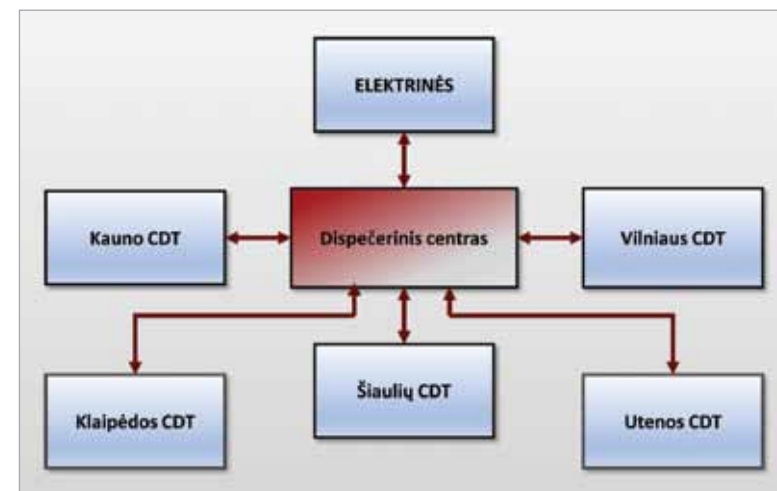 ELEKTRINĖS
Kauno CDT
Dispečerinis centras
Vilniaus CDT
Klaipėdos CDT
Šiaulių CDT
Utenos CDT